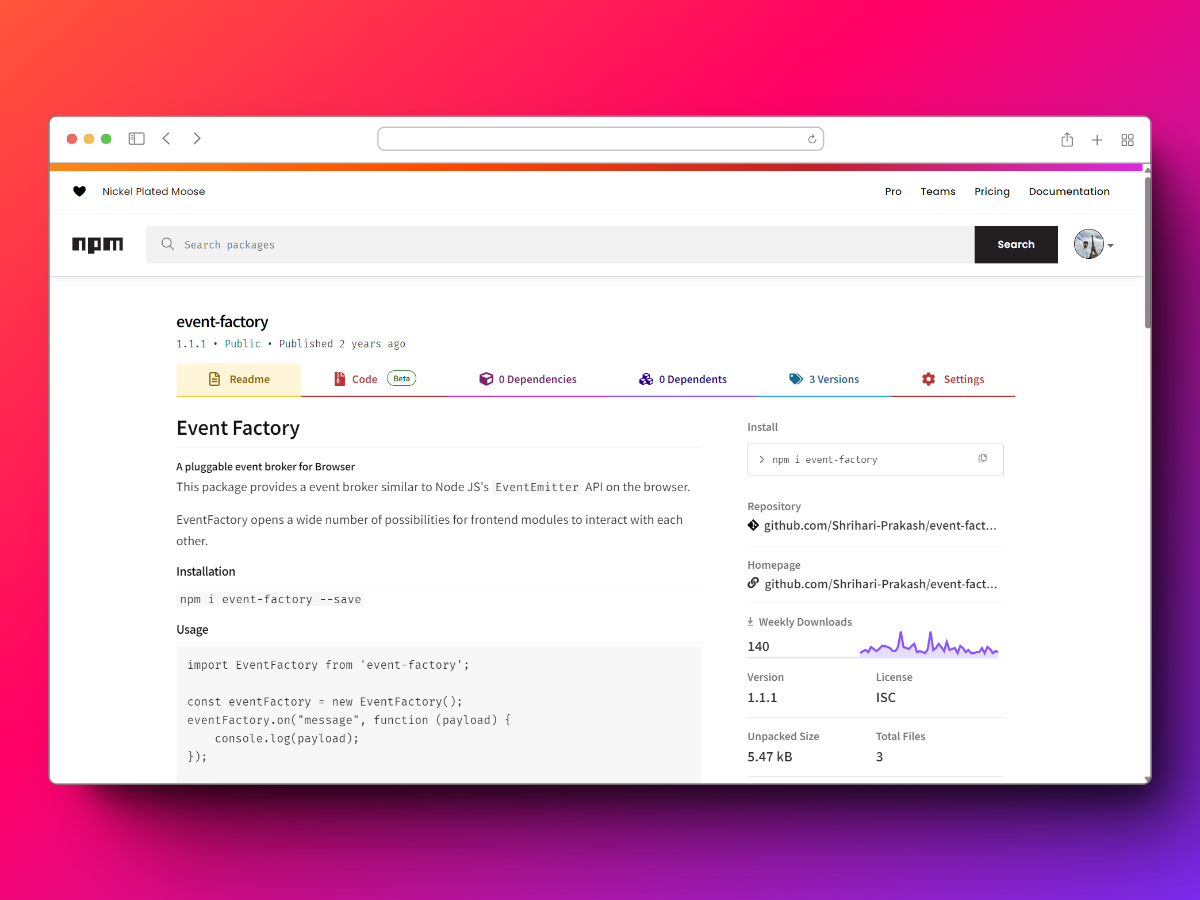 Nickel Plated Moose
Pro Teams Pricing Documentation
npm
Search packages
Search
event-factory
1.1.1 • Public • Published 2 years ago
Readme
Code Beta
0 Dependencies
0 Dependents
3 Versions
Settings
Event Factory
A pluggable event broker for Browser
This package provides a event broker similar to Node JS's EventEmitter API on the browser.
EventFactory opens a wide number of possibilities for frontend modules to interact with each
other.
Installation
npm i event-factory --save
Usage
import EventFactory from 'event-factory';
const eventFactory = new EventFactory();
eventFactory.on("message", function (payload) {
    console.log(payload);
});
Install
npm i event-factory
Repository
github.com/Shrihari-Prakash/event-fact...
Homepage
github.com/Shrihari-Prakash/event-fact...
Weekly Downloads
140
Version License
1.1.1 ISC
Unpacked Size Total Files
5.47 kB 3